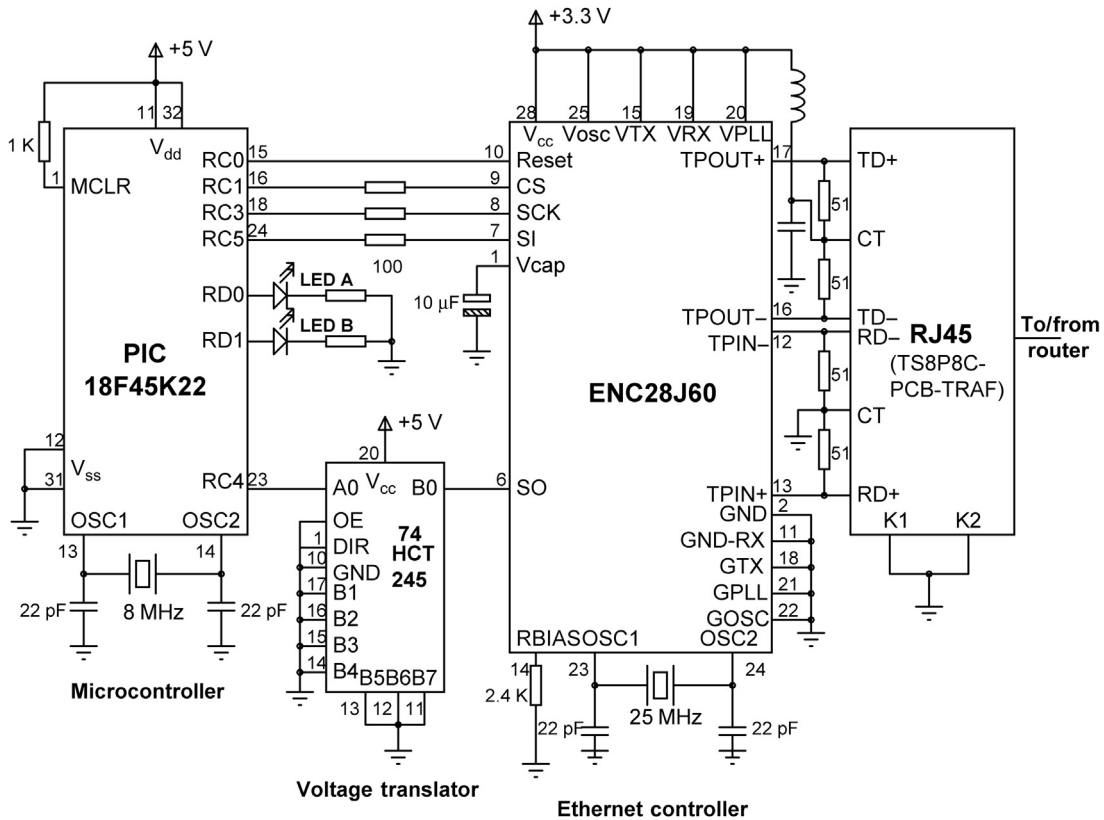 +3.3 V
+5 V
11 32
28 25 15 19 20
V_dd
V_cc Vosc VTX VRX VPLL
1 K
1 MCLR
RC0 15
10 Reset
TPOUT+ 17
TD+
RC1 16
9 CS
RC3 18
8 SCK
51
RC5 24
7 SI
CT
100
1 Vcap
51
RD0
LED A
10 µF
RD1
LED B
TPOUT– 16
TD–
TPIN– 12
RD–
RJ45
(TS8P8C-
PCB-TRAF)
To/from
router
PIC
18F45K22
ENC28J60
51
CT
51
12
V_ss
31
+5 V
20
V_cc
RC4 23
A0 B0
6 SO
TPIN+ 13
RD+
OSC1 OSC2
13 14
8 MHz
22 pF
22 pF
OE
1 DIR
10 GND
17 B1
16 B2
15 B3
14 B4
B5B6B7
13 12 11
74
HCT
245
GND 2
GND-RX 11
GTX 18
GPLL 21
GOSC 22
K1 K2
RBIASOSC1 OSC2
14 23 24
2.4 K
22 pF
25 MHz
22 pF
Microcontroller
Voltage translator
Ethernet controller